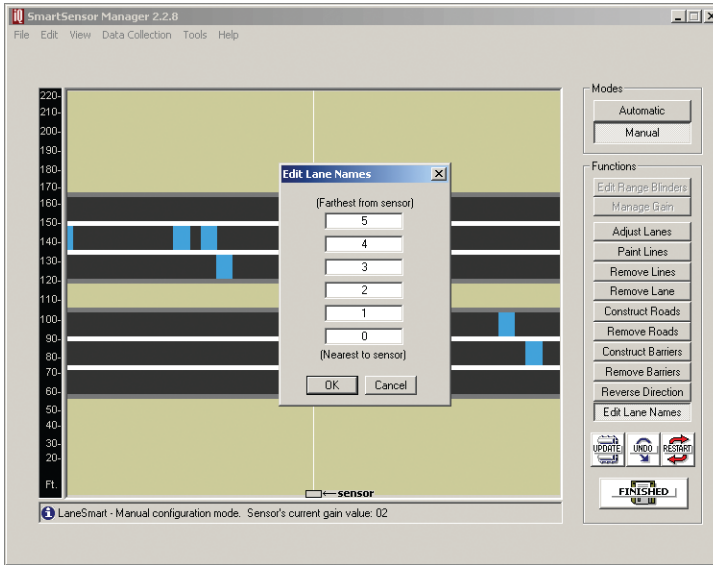 iQ SmartSensor Manager 2.2.8
File Edit View Data Collection Tools Help
220-
210-
200-
190-
180-
170-
160-
150-
140-
130-
120-
110-
100-
90-
80-
70-
60-
50-
40-
30-
20-
Ft.
sensor
Edit Lane Names
(Farthest from sensor)
5
4
3
2
1
0
(Nearest to sensor)
OK Cancel
Modes
Automatic
Manual
Functions
Edit Range Blinders
Manage Gain
Adjust Lanes
Paint Lines
Remove Lines
Remove Lane
Construct Roads
Remove Roads
Construct Barriers
Remove Barriers
Reverse Direction
Edit Lane Names
UPDATE UNDO RESTART
FINISHED
LaneSmart - Manual configuration mode. Sensor's current gain value: 02